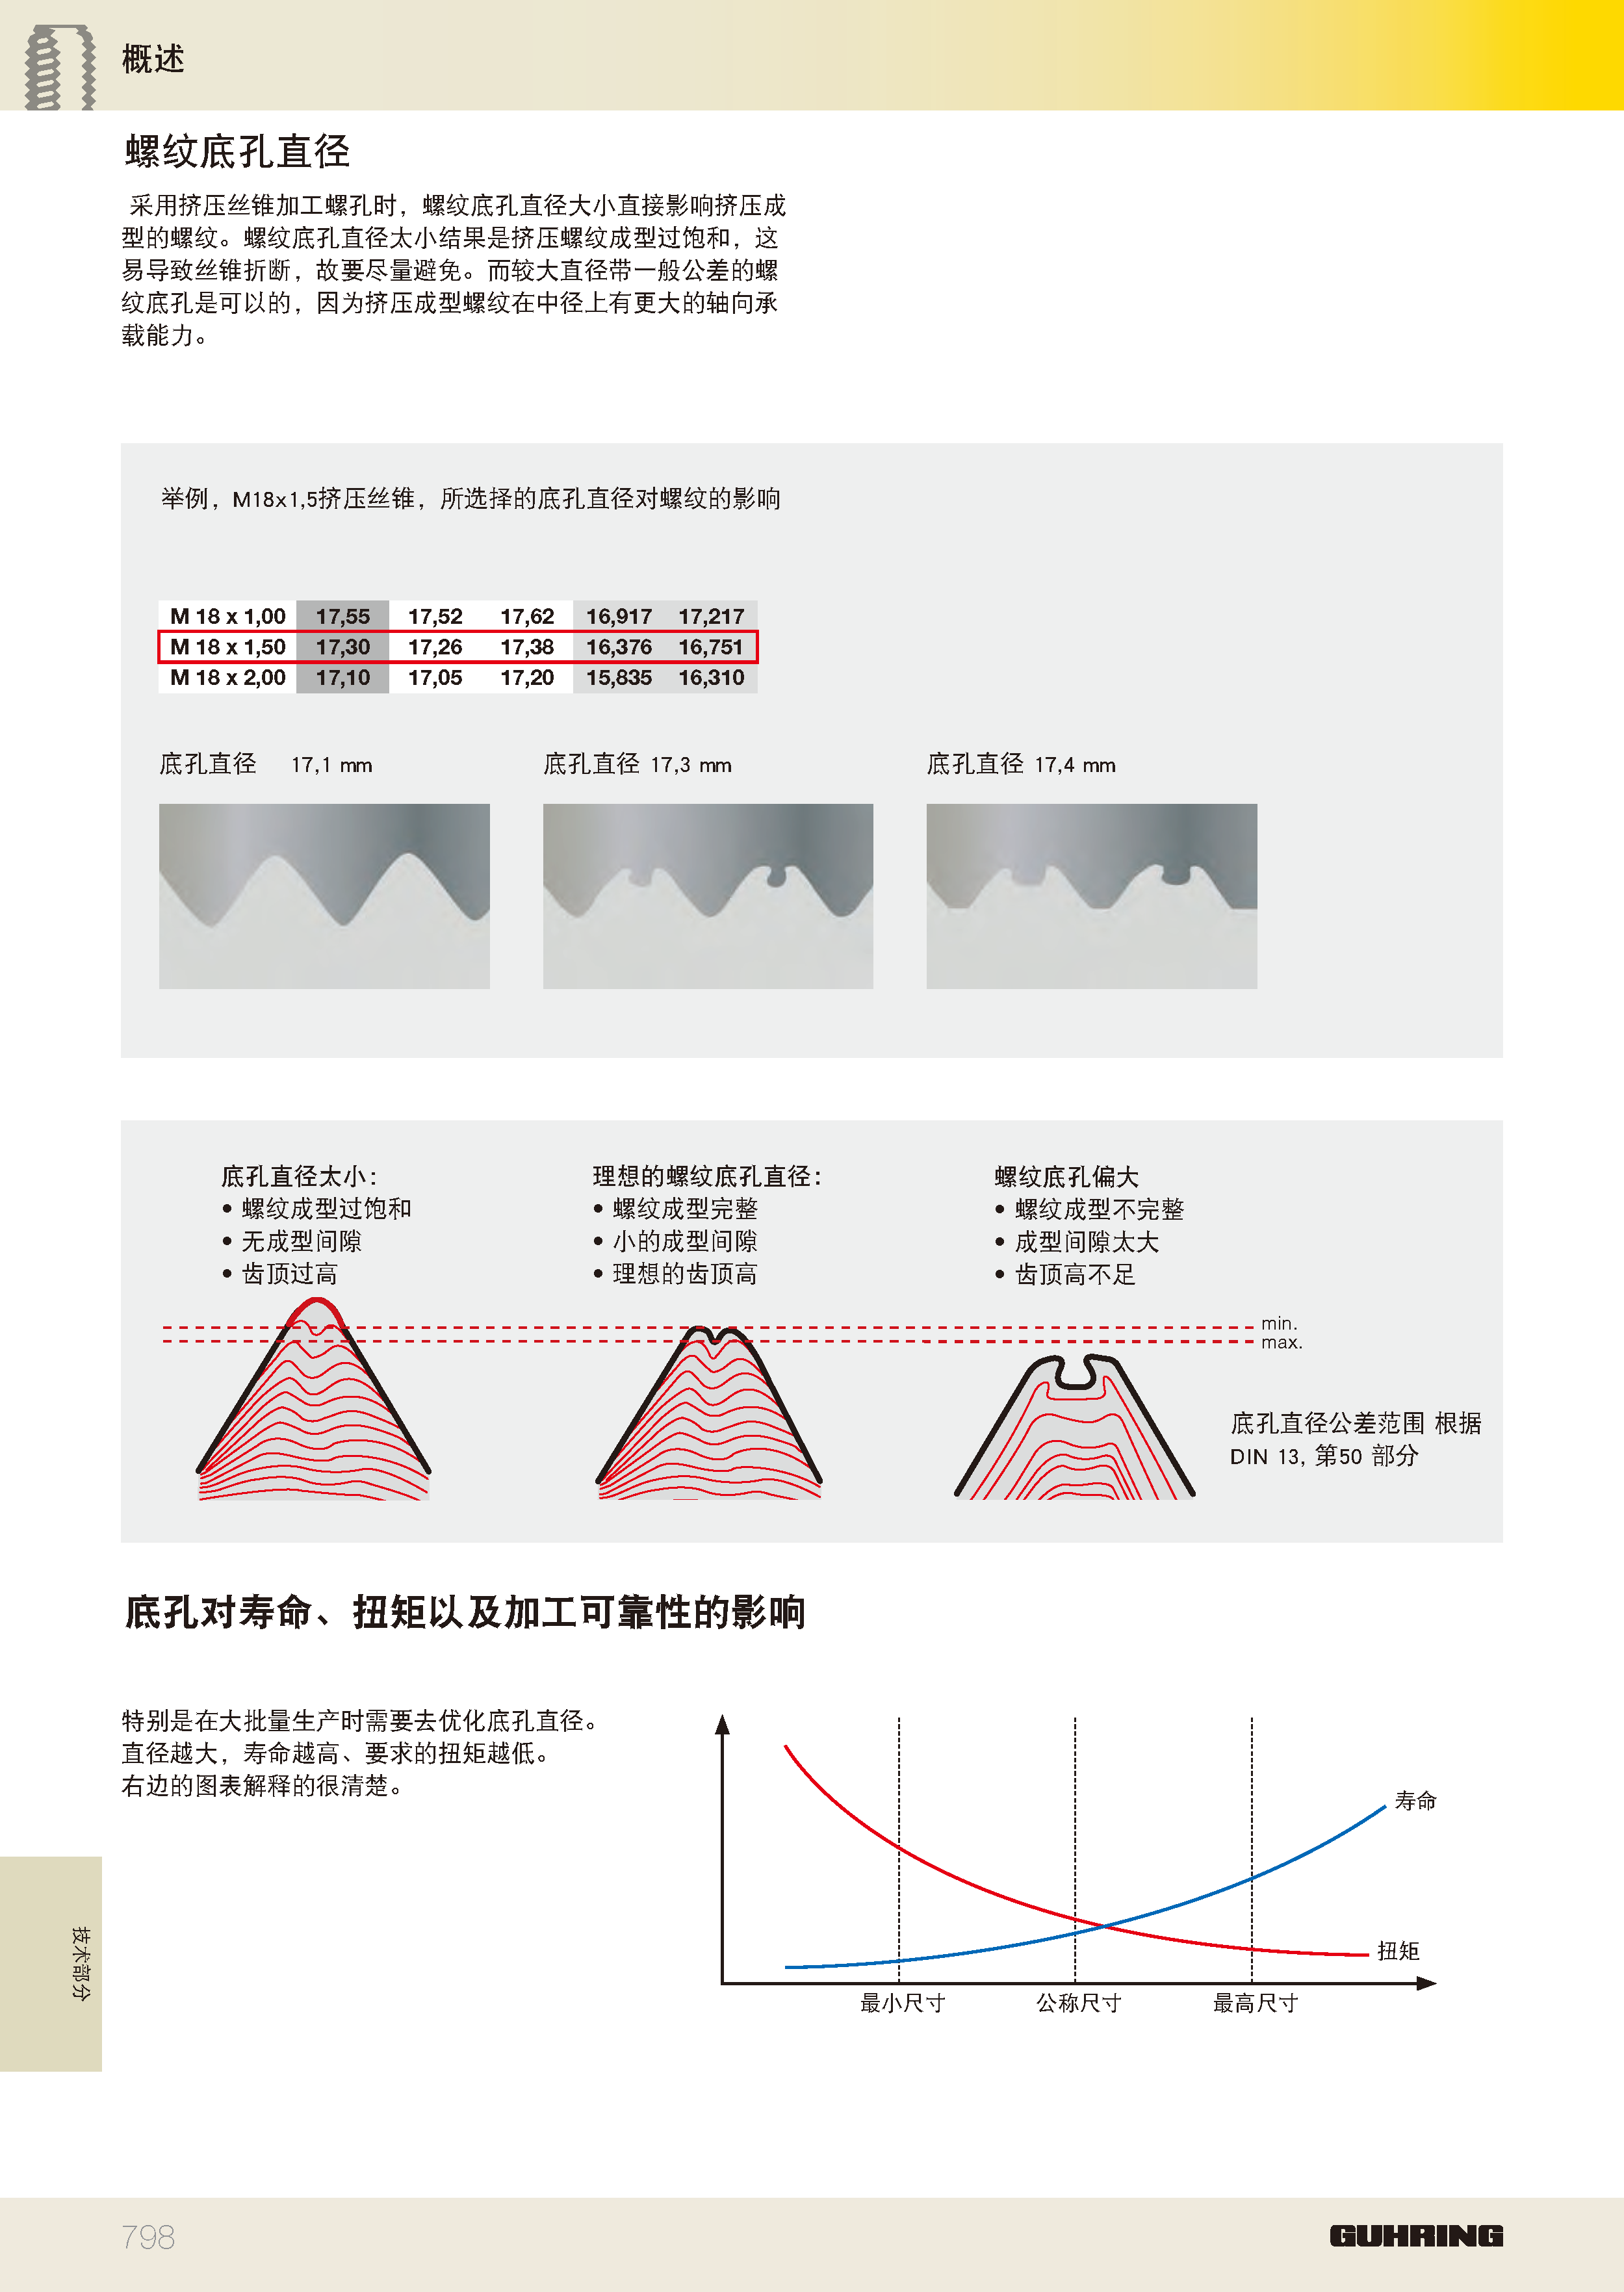 概述
螺纹底孔直径
采用挤压丝锥加工螺孔时，螺纹底孔直径大小直接影响挤压成
型的螺纹。螺纹底孔直径太小结果是挤压螺纹成型过饱和，这
易导致丝锥折断，故要尽量避免。而较大直径带一般公差的螺
纹底孔是可以的，因为挤压成型螺纹在中径上有更大的轴向承
载能力。
举例，M18x1,5挤压丝锥，所选择的底孔直径对螺纹的影响
M 18 x 1,00 17,55 17,52 17,62 16,917 17,217
M 18 x 1,50 17,30 17,26 17,38 16,376 16,751
M 18 x 2,00 17,10 17,05 17,20 15,835 16,310
底孔直径 17,1 mm
底孔直径 17,3 mm
底孔直径 17,4 mm
底孔直径太小：
• 螺纹成型过饱和
• 无成型间隙
• 齿顶过高
理想的螺纹底孔直径：
• 螺纹成型完整
• 小的成型间隙
• 理想的齿顶高
螺纹底孔偏大
• 螺纹成型不完整
• 成型间隙太大
• 齿顶高不足
min.
max.
底孔直径公差范围 根据
DIN 13, 第50 部分
底孔对寿命、扭矩以及加工可靠性的影响
特别是在大批量生产时需要去优化底孔直径。
直径越大，寿命越高、要求的扭矩越低。
右边的图表解释的很清楚。
寿命
扭矩
最小尺寸
公称尺寸
最高尺寸
技术部分
798
GUHRING